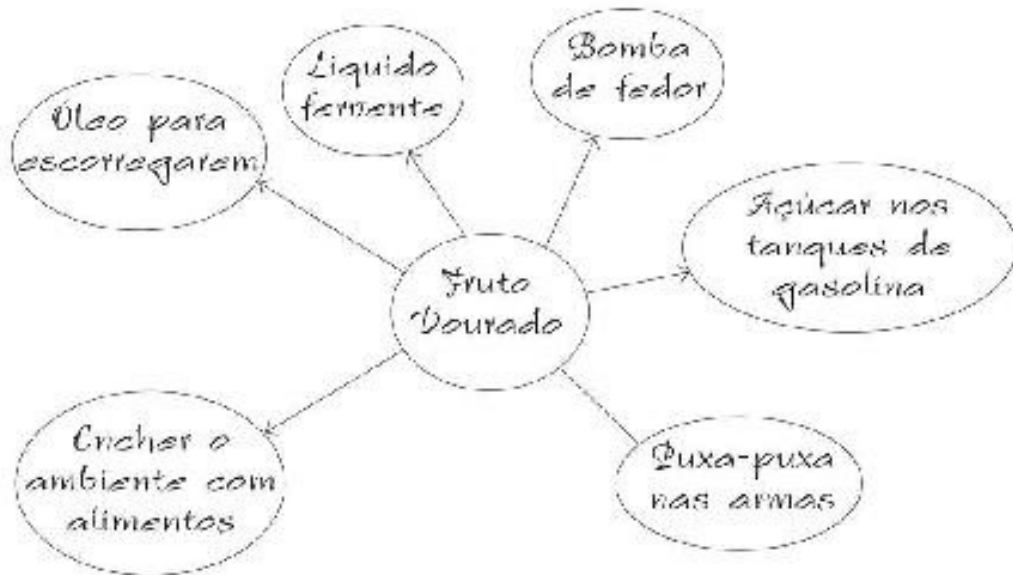 Óleo para
escorregarem
Líquido
fervente
Bomba
de fedor
Açúcar nos
tanques de
gasolina
Fruto
Dourado
Encher o
ambiente com
alimentos
Puxa-puxa
nas armas